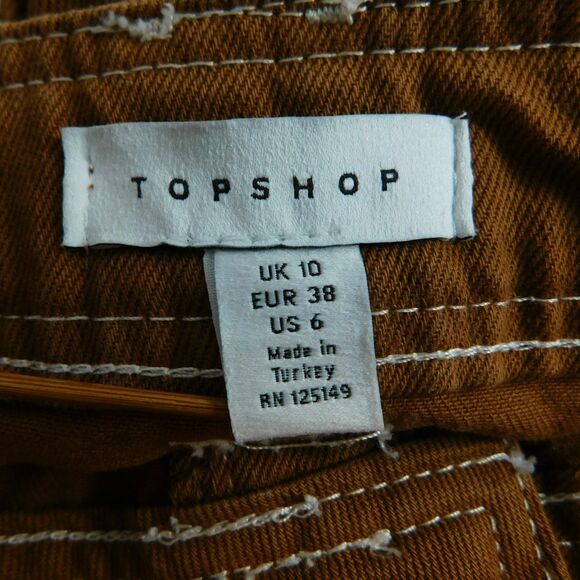 TOPSHOP
UK 10
EUR 38
US 6
Made in
Turkey
RN 125149